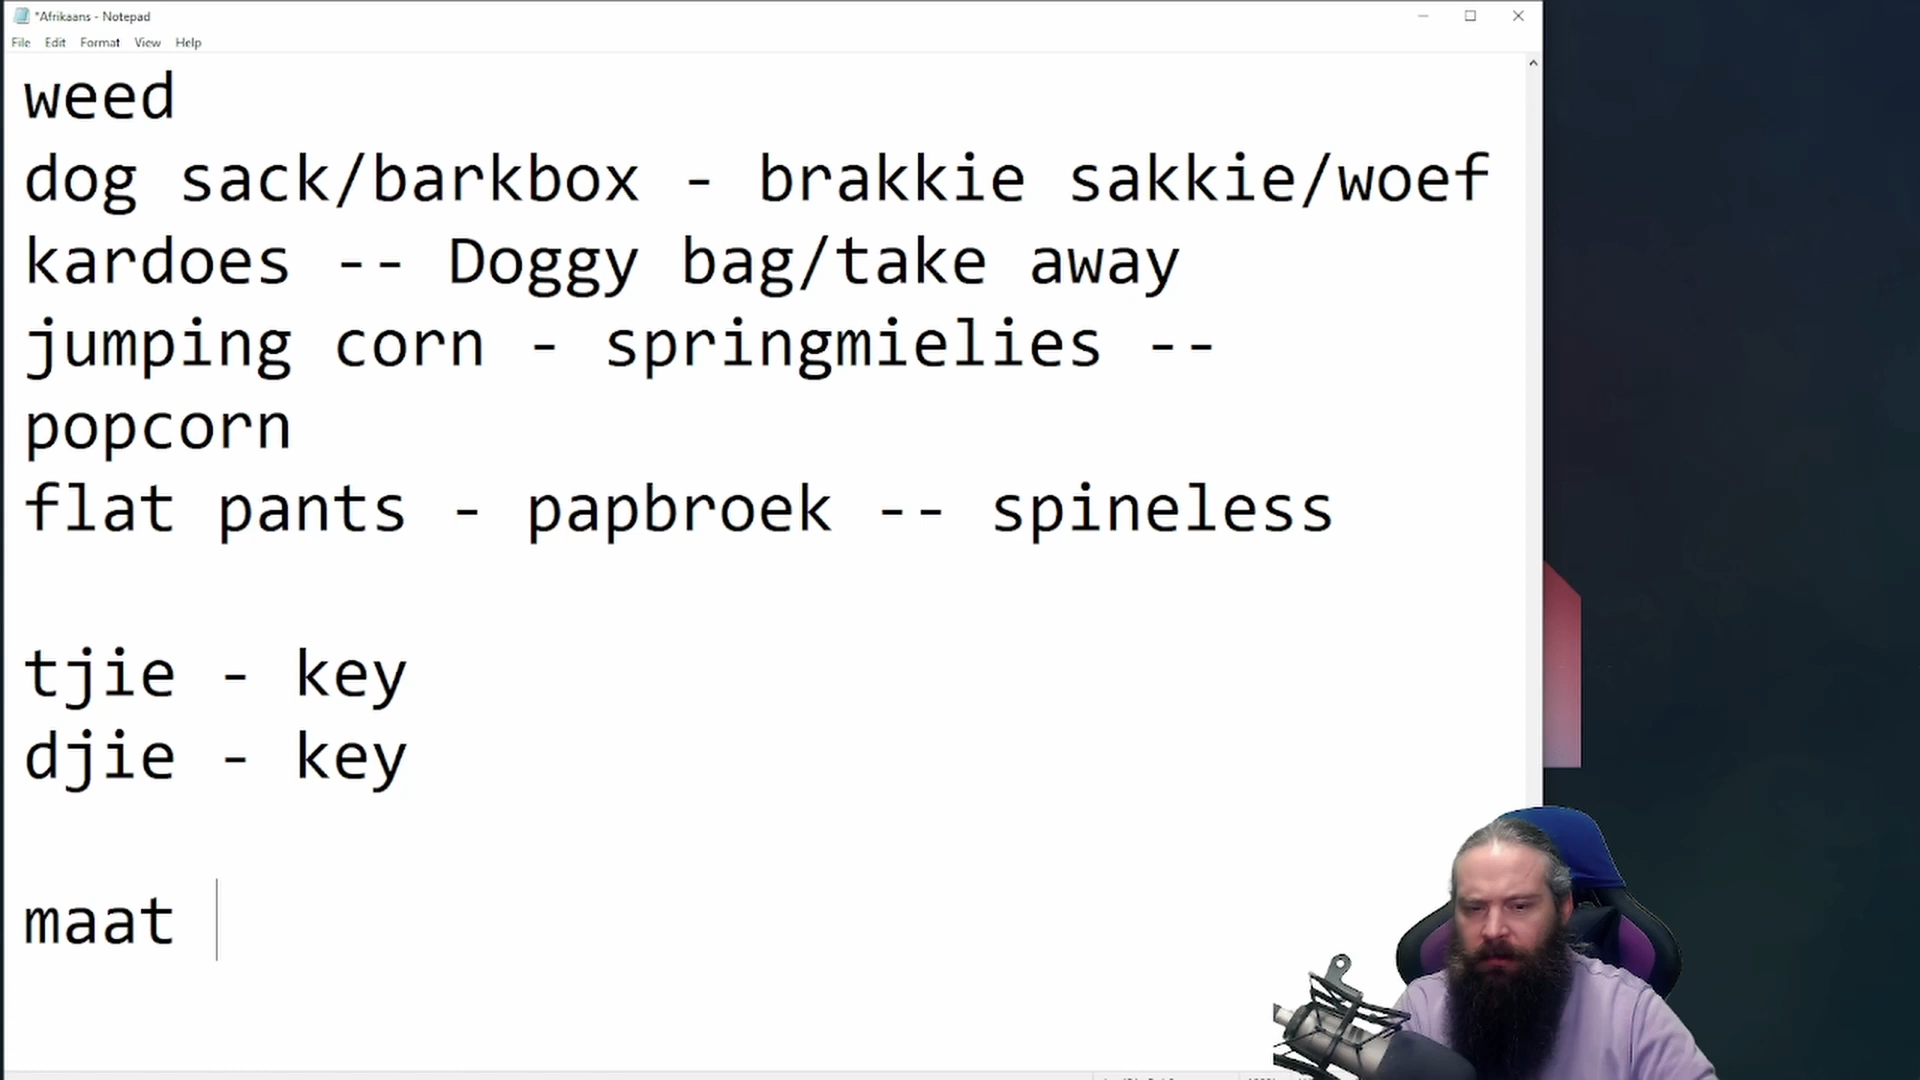 *Afrikaans - Notepad
File Edit Format View Help
weed
dog sack/barkbox - brakkie sakkie/woef
kardoes -- Doggy bag/take away
jumping corn - springmielies --
popcorn
flat pants - papbroek -- spineless
tjie - key
djie - key
maat